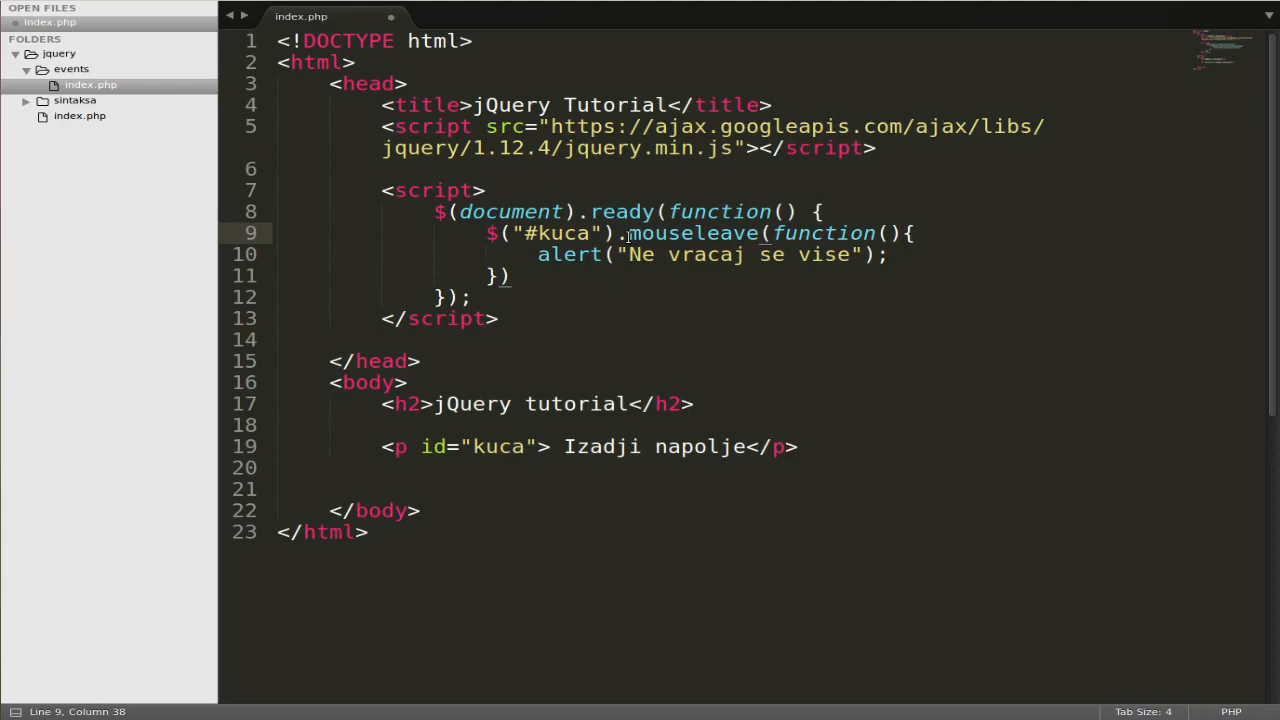 OPEN FILES
index.php
FOLDERS
jquery
events
index.php
sintaksa
index.php
index.php
1 <!DOCTYPE html>
2 <html>
3 <head>
4 <title>jQuery Tutorial</title>
5 <script src="https://ajax.googleapis.com/ajax/libs/
jquery/1.12.4/jquery.min.js"></script>
6
7 <script>
8 $(document).ready(function() {
9 $("#kuca").mouseleave(function(){
10 alert("Ne vracaj se vise");
11 })
12 });
13 </script>
14
15 </head>
16 <body>
17 <h2>jQuery tutorial</h2>
18
19 <p id="kuca"> Izadji napolje</p>
20
21
22 </body>
23 </html>
Line 9, Column 38
Tab Size: 4
PHP